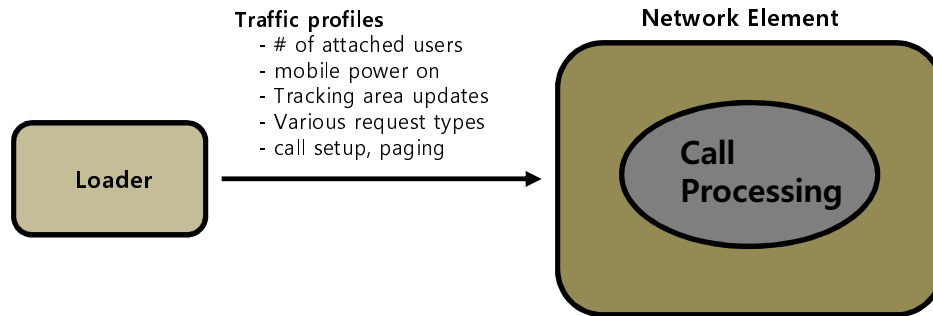 Traffic profiles
- # of attached users
- mobile power on
- Tracking area updates
- Various request types
- call setup, paging
Loader
Network Element
Call
Processing